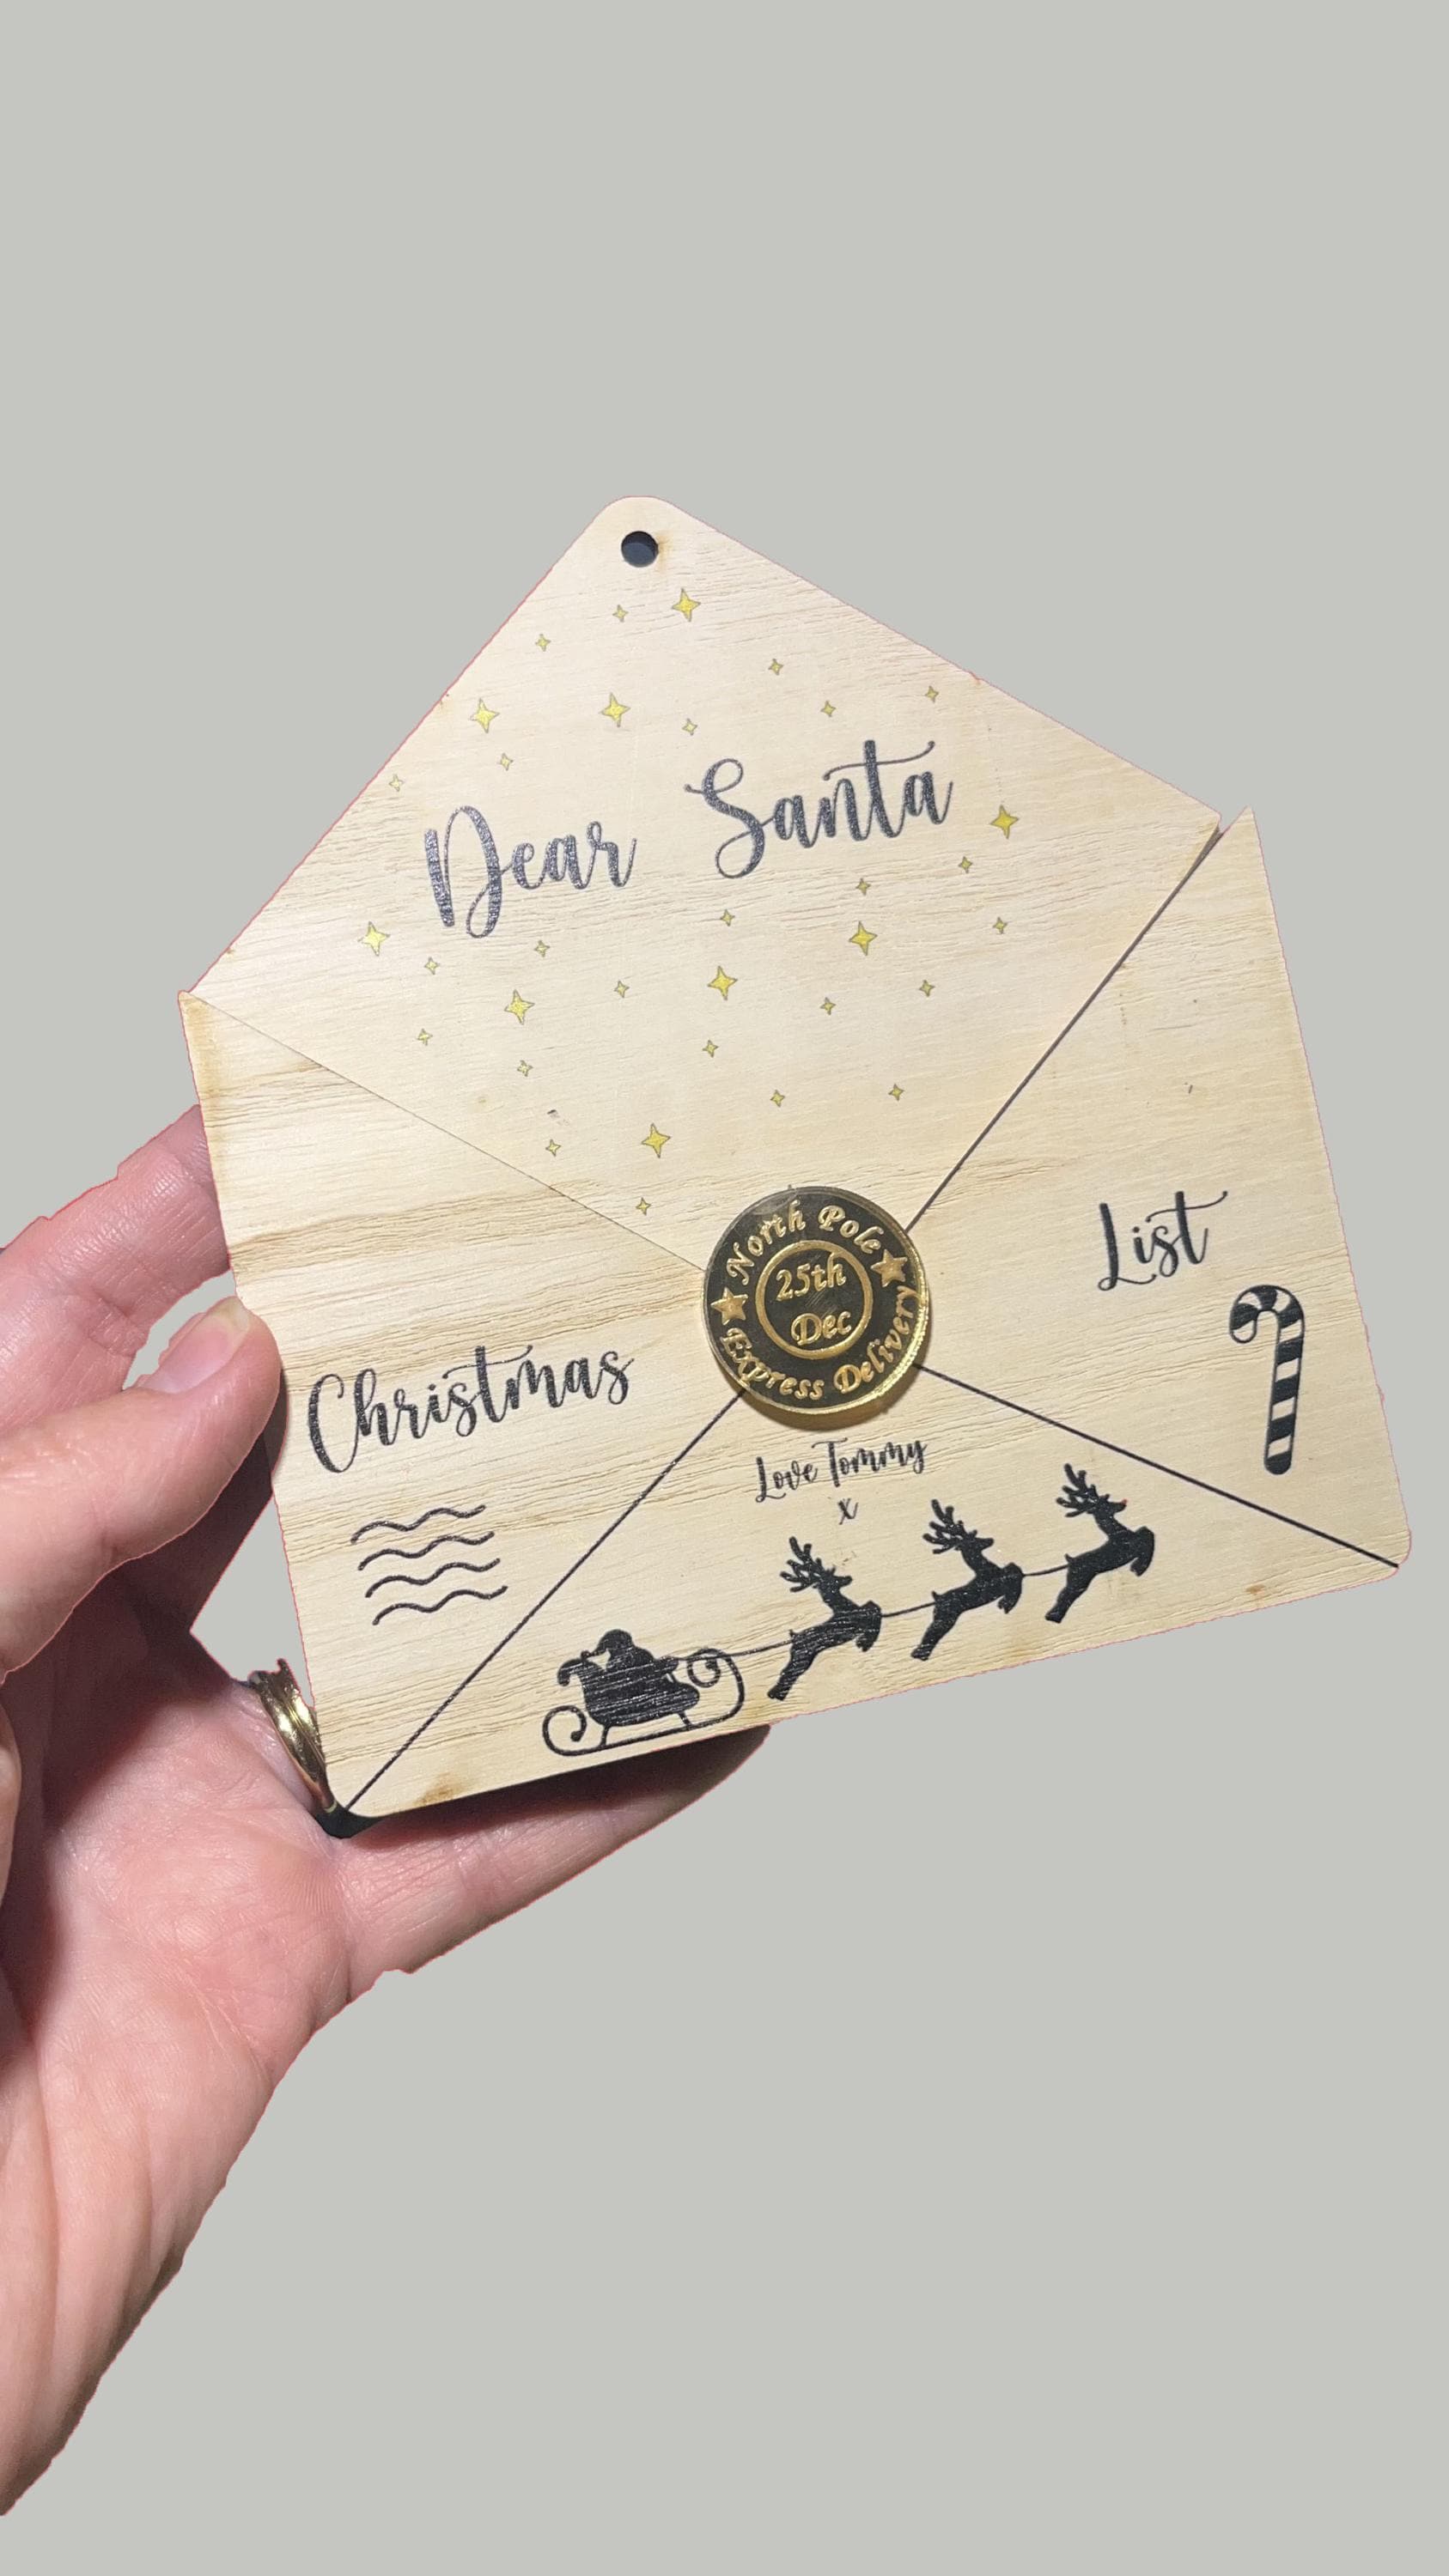 Dear Santa
North Pole
25th
Dec
Express Delivery
List
Christmas
Love Tommy
x